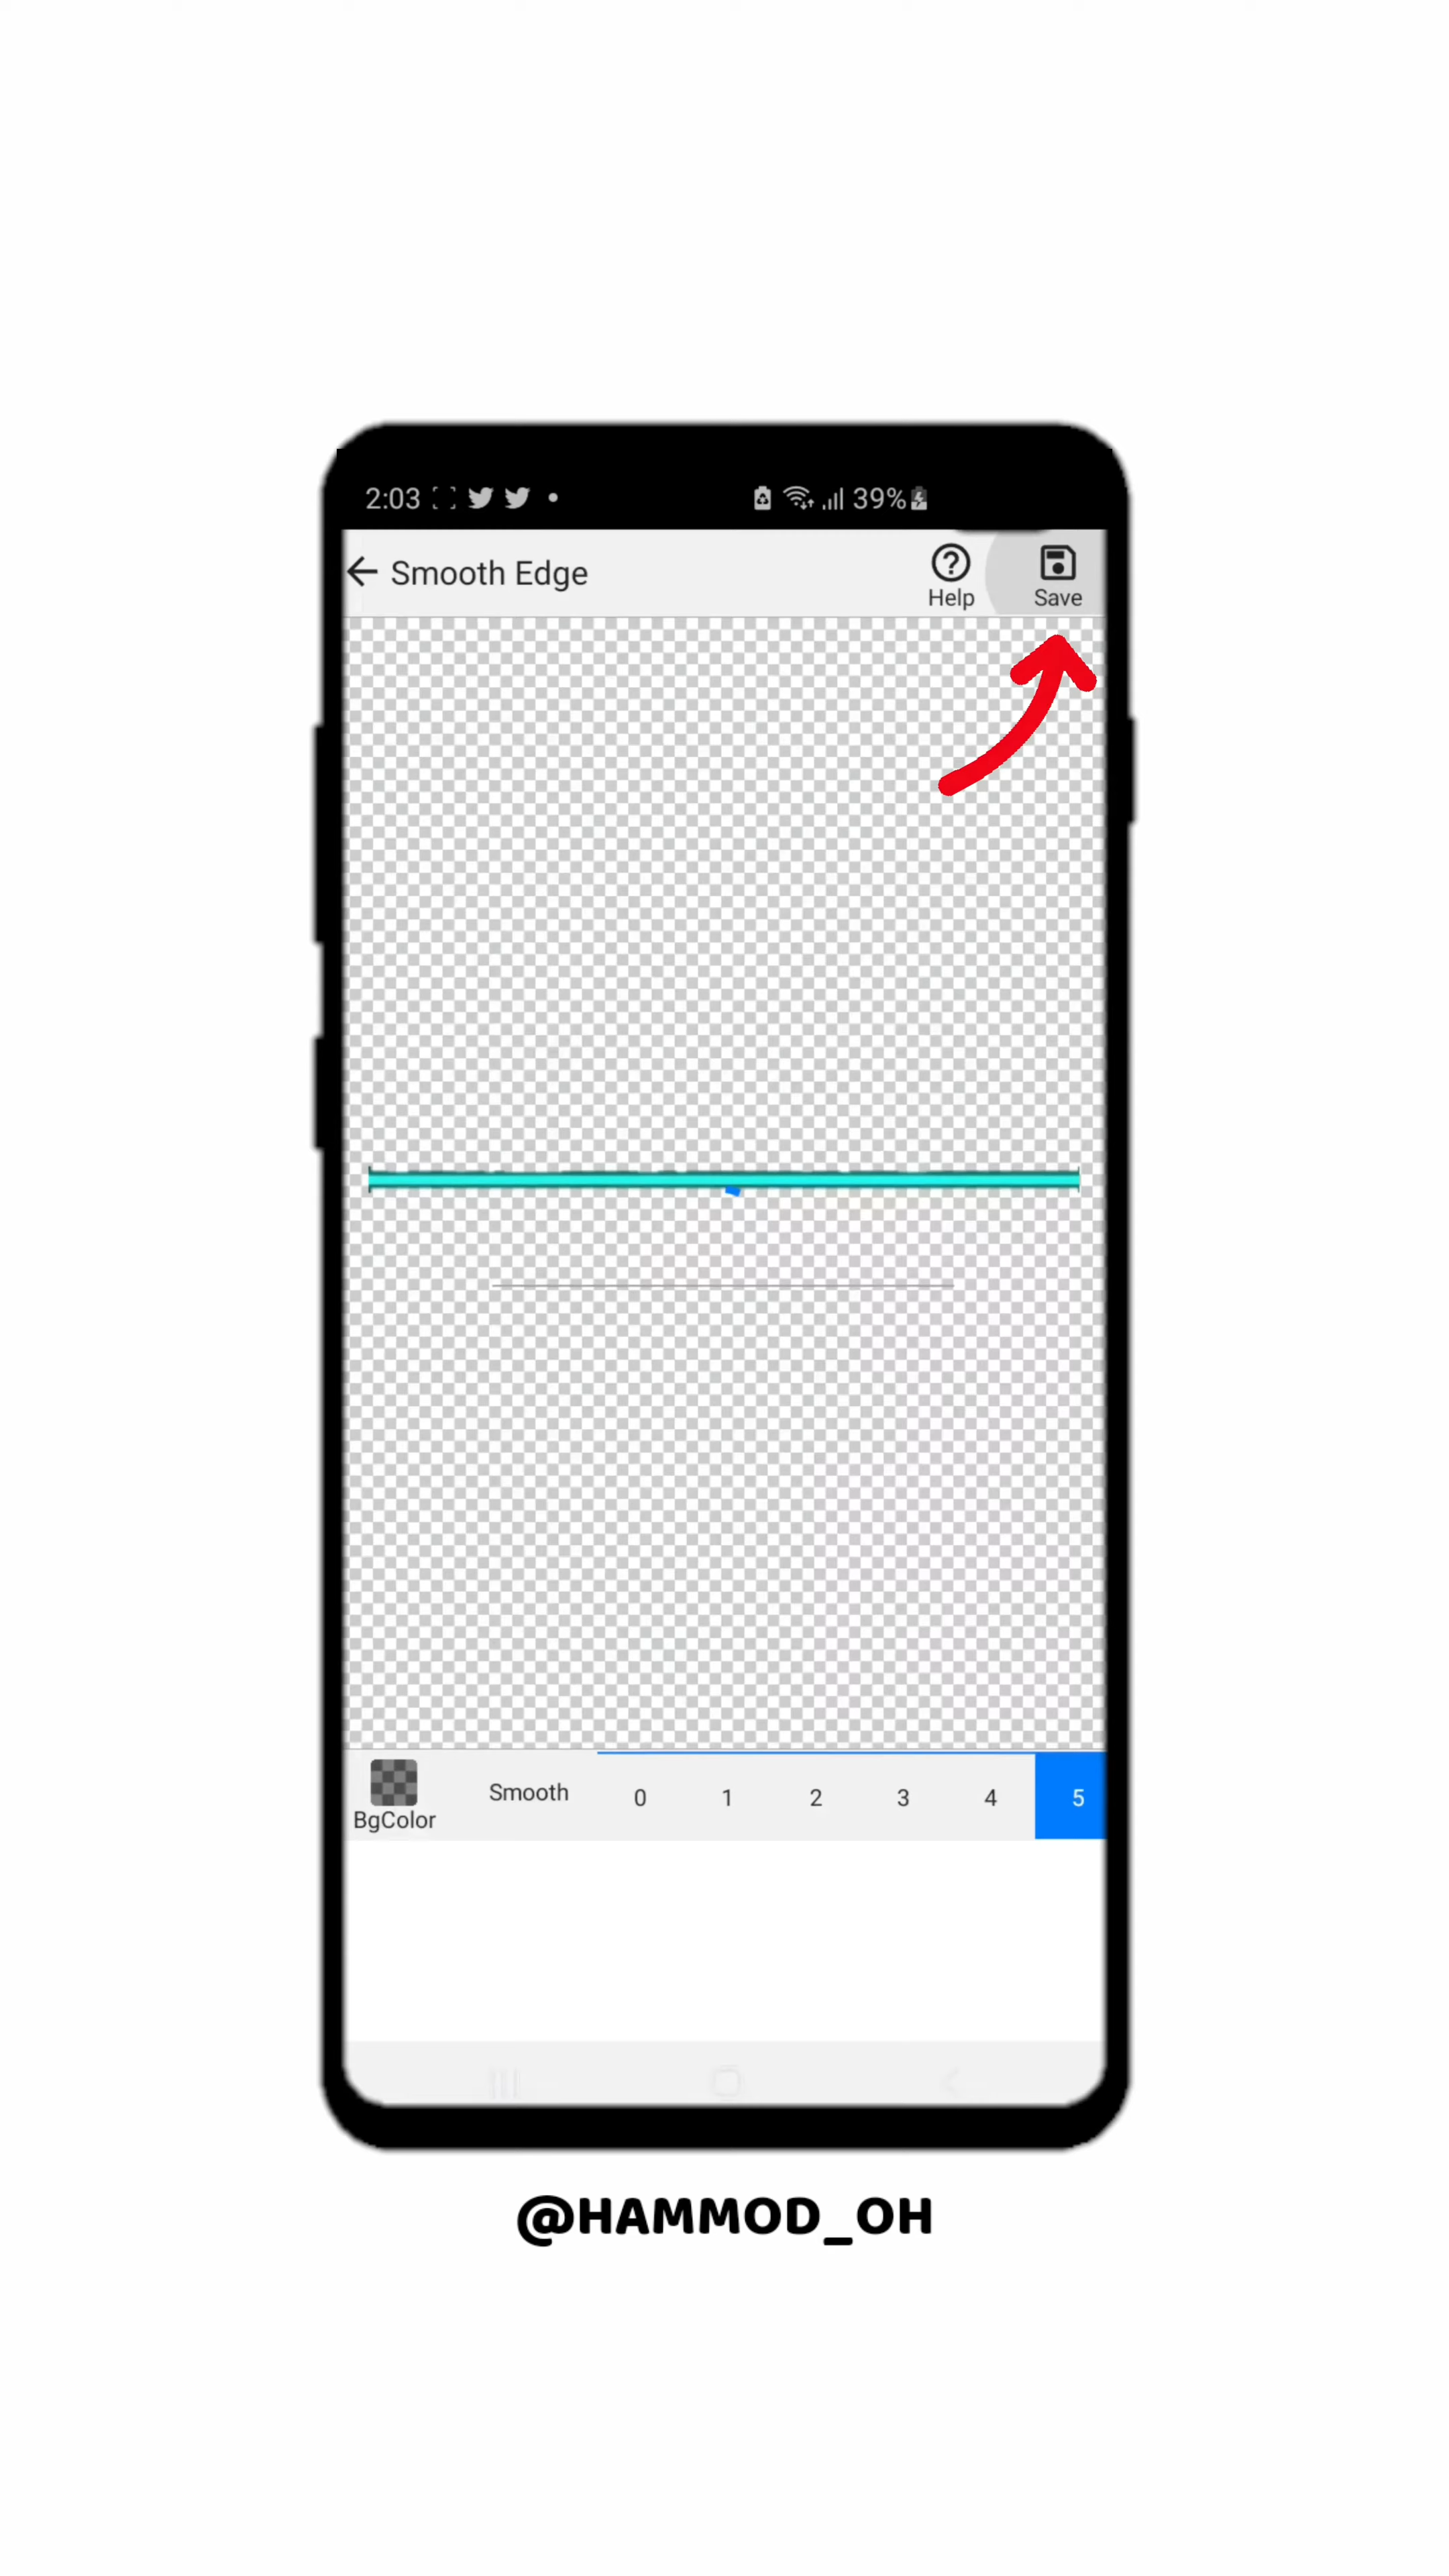 2:03 39%
Smooth Edge
Help
Save
BgColor
Smooth 0 1 2 3 4 5
@HAMMOD_OH